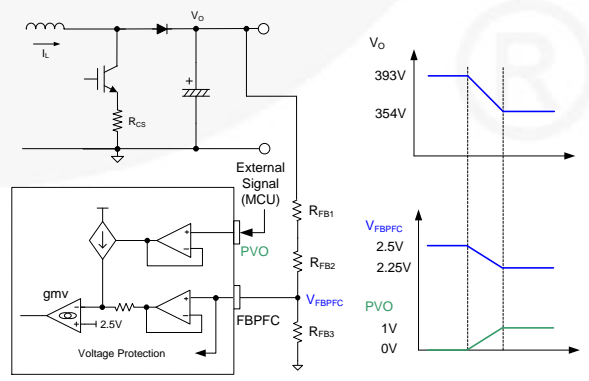 V_O
I_L
+
R_CS
External
Signal
(MCU)
PVO
R_FB1
R_FB2
V_FBPFC
FBPFC
R_FB3
+
-
gmv
-
+
2.5V
+
-
Voltage Protection
V_O
393V
354V
V_FBPFC
2.5V
2.25V
PVO
1V
0V
®